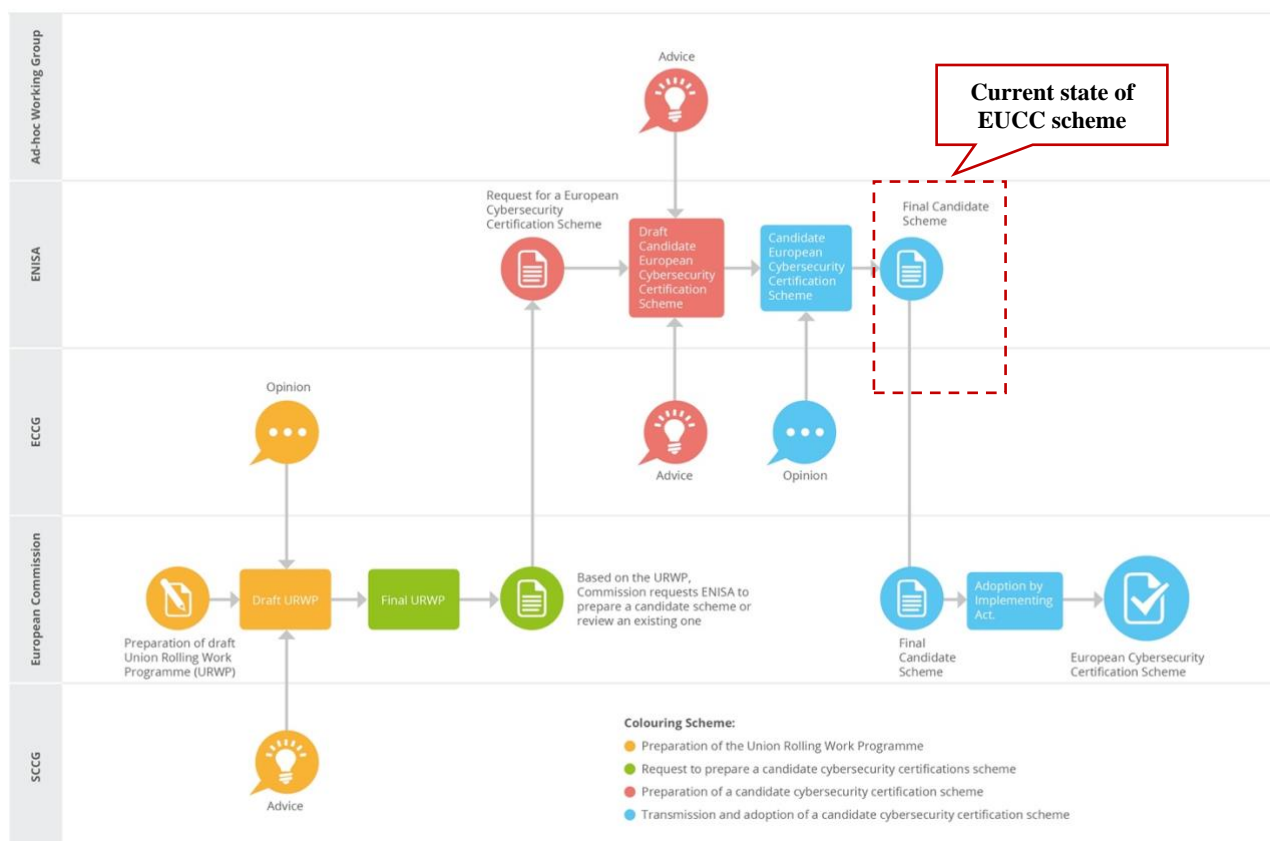 Ad-hoc Working Group
Advice
Current state of
EUCC scheme
ENISA
Request for a European
Cybersecurity
Certification Scheme
Draft
Candidate
European
Cybersecurity
Certification
Scheme
Candidate
European
Cybersecurity
Certification
Scheme
Final Candidate
Scheme
ECCG
Opinion
Advice
Opinion
European Commission
Preparation of draft
Union Rolling Work
Programme (URWP)
Draft URWP
Final URWP
Based on the URWP,
Commission requests ENISA to
prepare a candidate scheme or
review an existing one
Final
Candidate
Scheme
Adoption by
Implementing
Act.
European Cybersecurity
Certification Scheme
SCCG
Advice
Colouring Scheme:
Preparation of the Union Rolling Work Programme
Request to prepare a candidate cybersecurity certifications scheme
Preparation of a candidate cybersecurity certification scheme
Transmission and adoption of a candidate cybersecurity certification scheme